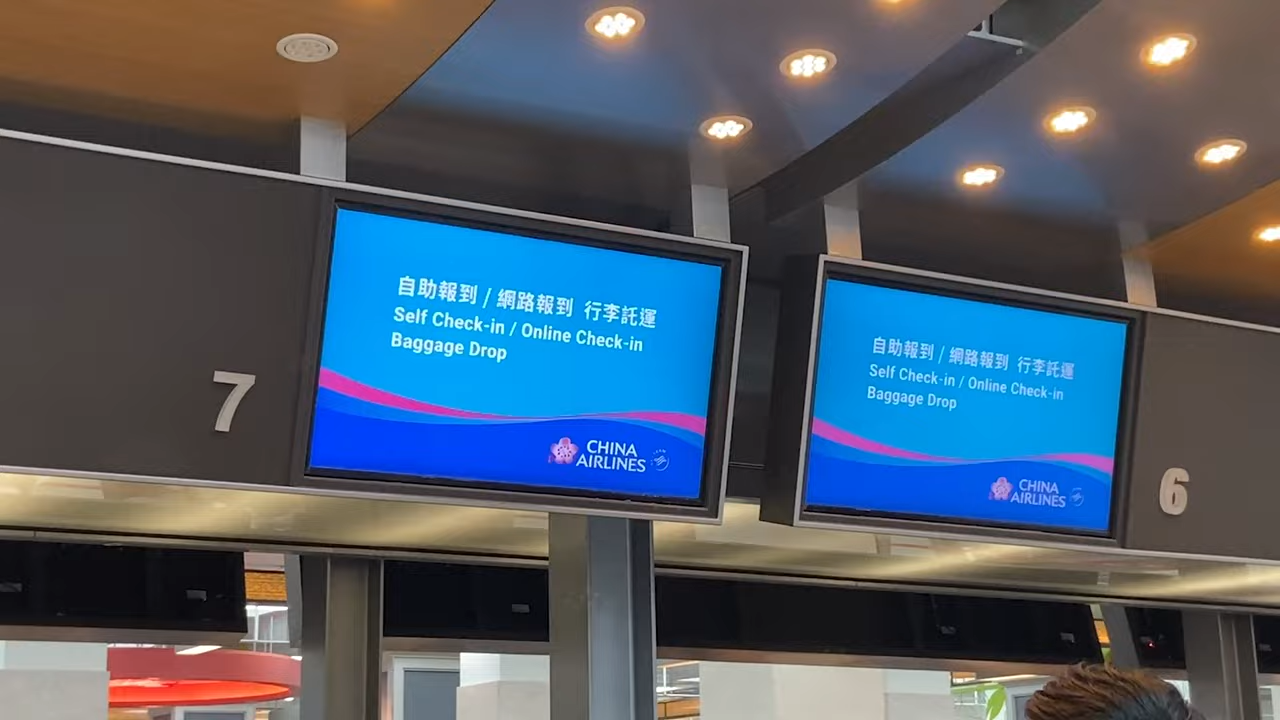 7
自助報到 / 網路報到 行李託運
Self Check-in / Online Check-in
Baggage Drop
CHINA
AIRLINES
自助報到 / 網路報到 行李託運
Self Check-in / Online Check-in
Baggage Drop
CHINA
AIRLINES
6